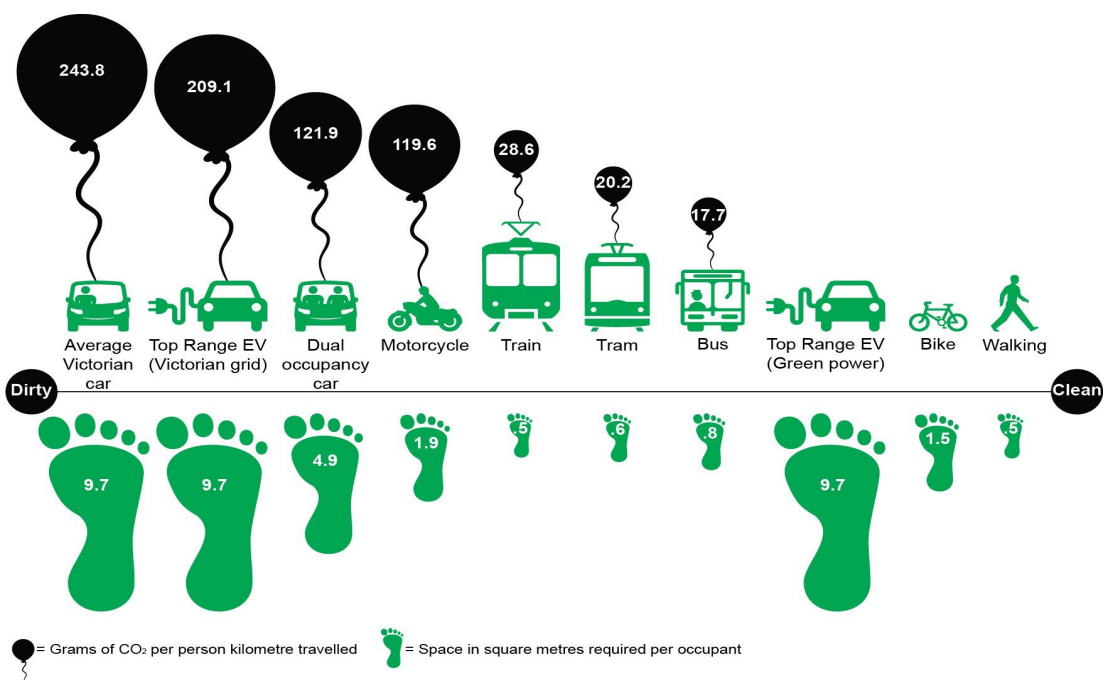 243.8
209.1
121.9
119.6
28.6
20.2
17.7
Average
Victorian
car
Top Range EV
(Victorian grid)
Dual
occupancy
car
Motorcycle
Train
Tram
Bus
Top Range EV
(Green power)
Bike
Walking
Dirty
Clean
9.7
9.7
4.9
1.9
.5
.6
.8
9.7
1.5
.5
= Grams of CO₂ per person kilometre travelled
= Space in square metres required per occupant